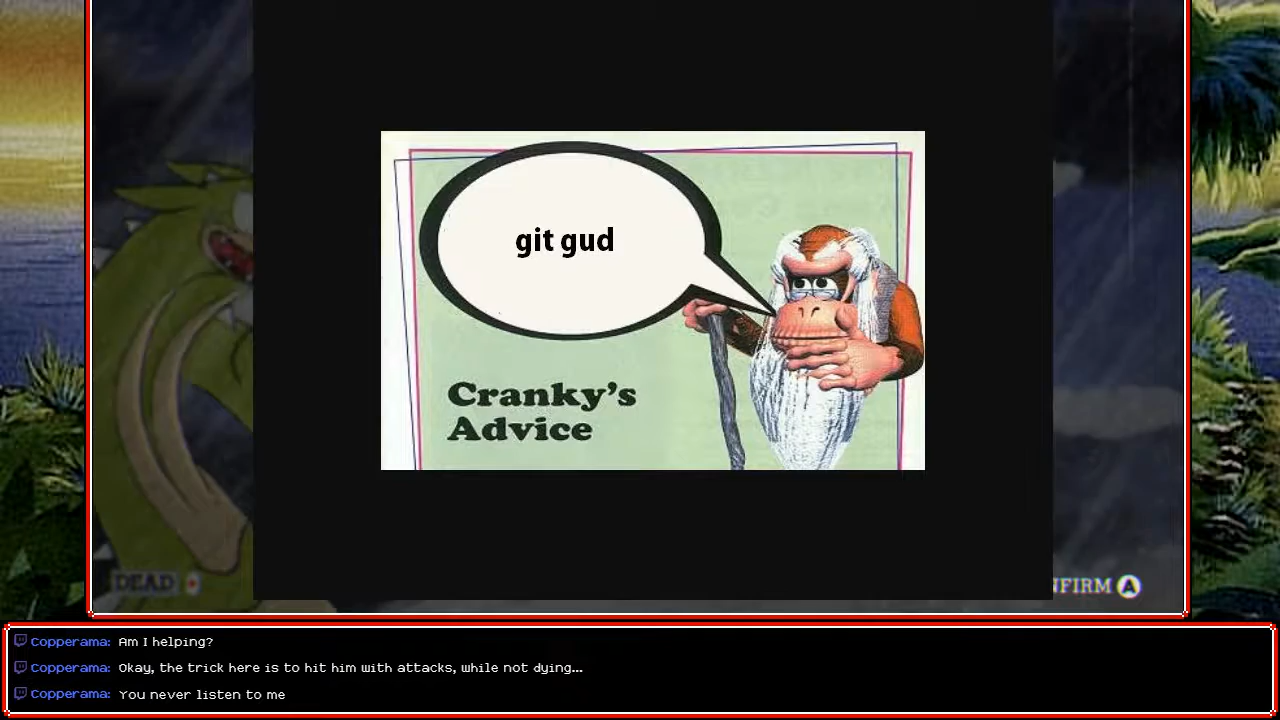 git gud
Cranky's
Advice
DEAD
NFIRM A
Copperama: Am I helping?
Copperama: Okay, the trick here is to hit him with attacks, while not dying...
Copperama: You never listen to me